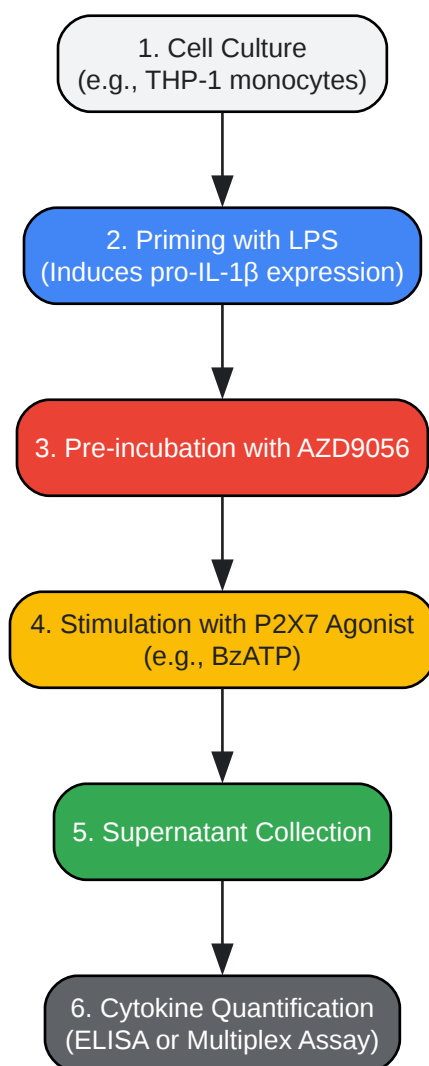 1. Cell Culture
(e.g., THP-1 monocytes)
2. Priming with LPS
(Induces pro-IL-1β expression)
3. Pre-incubation with AZD9056
4. Stimulation with P2X7 Agonist
(e.g., BzATP)
5. Supernatant Collection
6. Cytokine Quantification
(ELISA or Multiplex Assay)